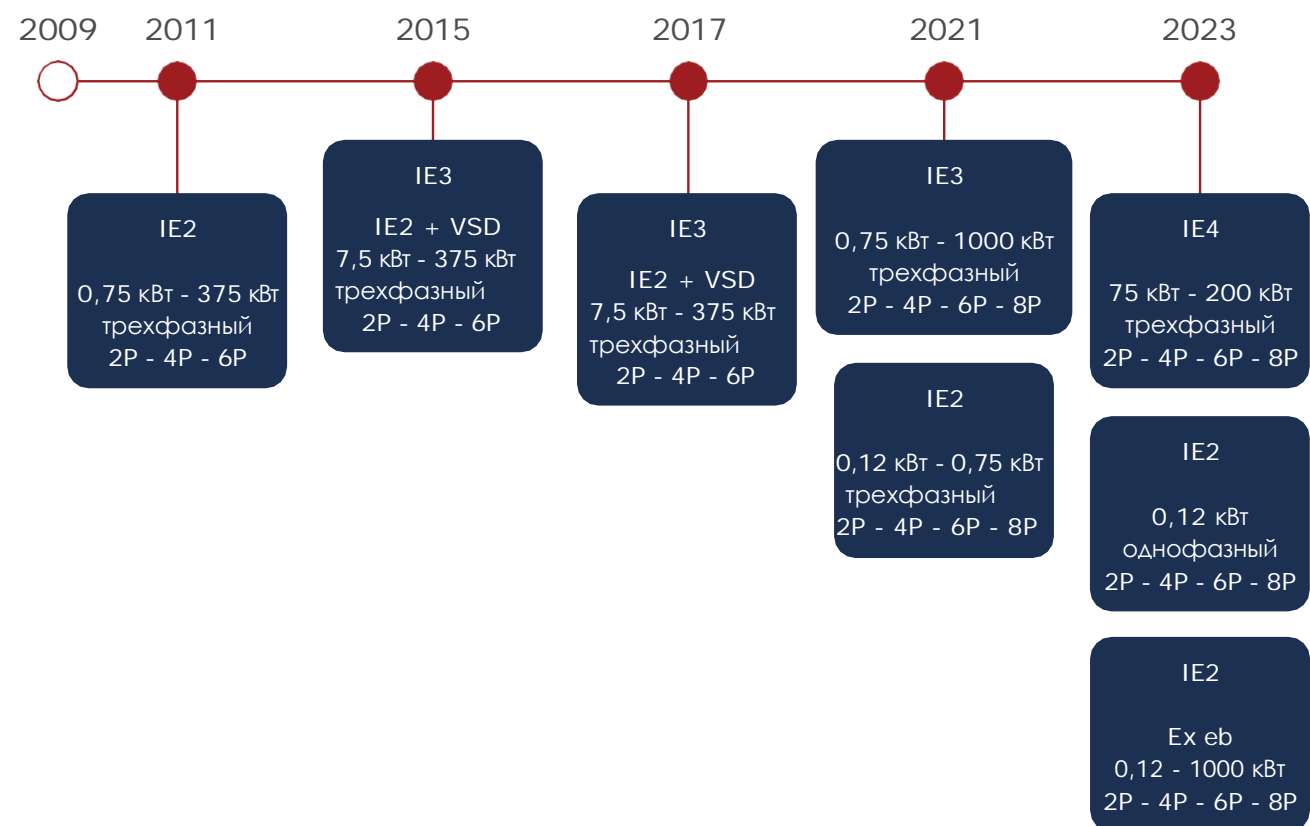 2009
2011
2015
2017
2021
2023
IE2
0,75 кВт - 375 кВт
трехфазный
2P - 4P - 6P
IE3
IE2 + VSD
7,5 кВт - 375 кВт
трехфазный
2P - 4P - 6P
IE3
IE2 + VSD
7,5 кВт - 375 кВт
трехфазный
2P - 4P - 6P
IE3
0,75 кВт - 1000 кВт
трехфазный
2P - 4P - 6P - 8P
IE2
0,12 кВт - 0,75 кВт
трехфазный
2P - 4P - 6P - 8P
IE4
75 кВт - 200 кВт
трехфазный
2P - 4P - 6P - 8P
IE2
0,12 кВт
однофазный
2P - 4P - 6P - 8P
IE2
Ex eb
0,12 - 1000 кВт
2P - 4P - 6P - 8P